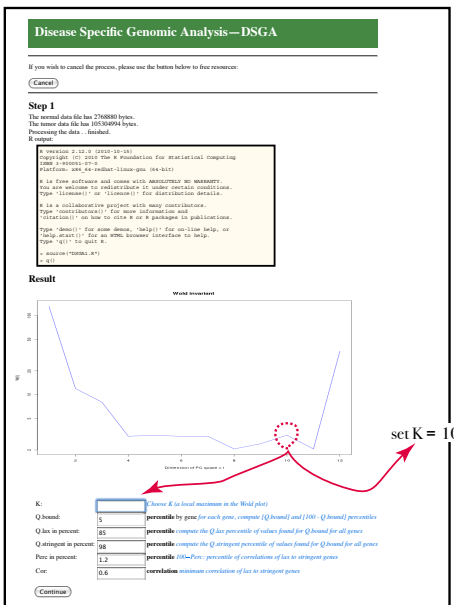 Disease Specific Genomic Analysis—DSGA
If you wish to cancel the process, please use the button below to free resources:
Cancel
Step 1
The normal data file has 2768880 bytes.
The tumor data file has 105304994 bytes.
Processing the data . . finished.
R output:
R version 2.12.0 (2010-10-15)
Copyright (C) 2010 The R Foundation for Statistical Computing
ISBN 3-900051-07-0
Platform: x86_64-redhat-linux-gnu (64-bit)
R is free software and comes with ABSOLUTELY NO WARRANTY.
You are welcome to redistribute it under certain conditions.
Type 'license()' or 'licence()' for distribution details.
R is a collaborative project with many contributors.
Type 'contributors()' for more information and
'citation()' on how to cite R or R packages in publications.
Type 'demo()' for some demos, 'help()' for on-line help, or
'help.start()' for an HTML browser interface to help.
Type 'q()' to quit R.
> source("DSGA1.R")
> q()
Result
Wold Invariant
set K = 10
K: Choose K (a local maximum in the Wold plot)
Q.bound: 5 percentile by gene for each gene, compute [Q.bound] and [100 - Q.bound] percentiles
Q.lax in percent: 85 percentile compute the Q.lax percentile of values found for Q.bound for all genes
Q.stringent in percent: 98 percentile compute the Q.stringent percentile of values found for Q.bound for all genes
Perc in percent: 1.2 percentile 100–Perc: percentile of correlations of lax to stringent genes
Cor: 0.6 correlation minimum correlation of lax to stringent genes
Continue